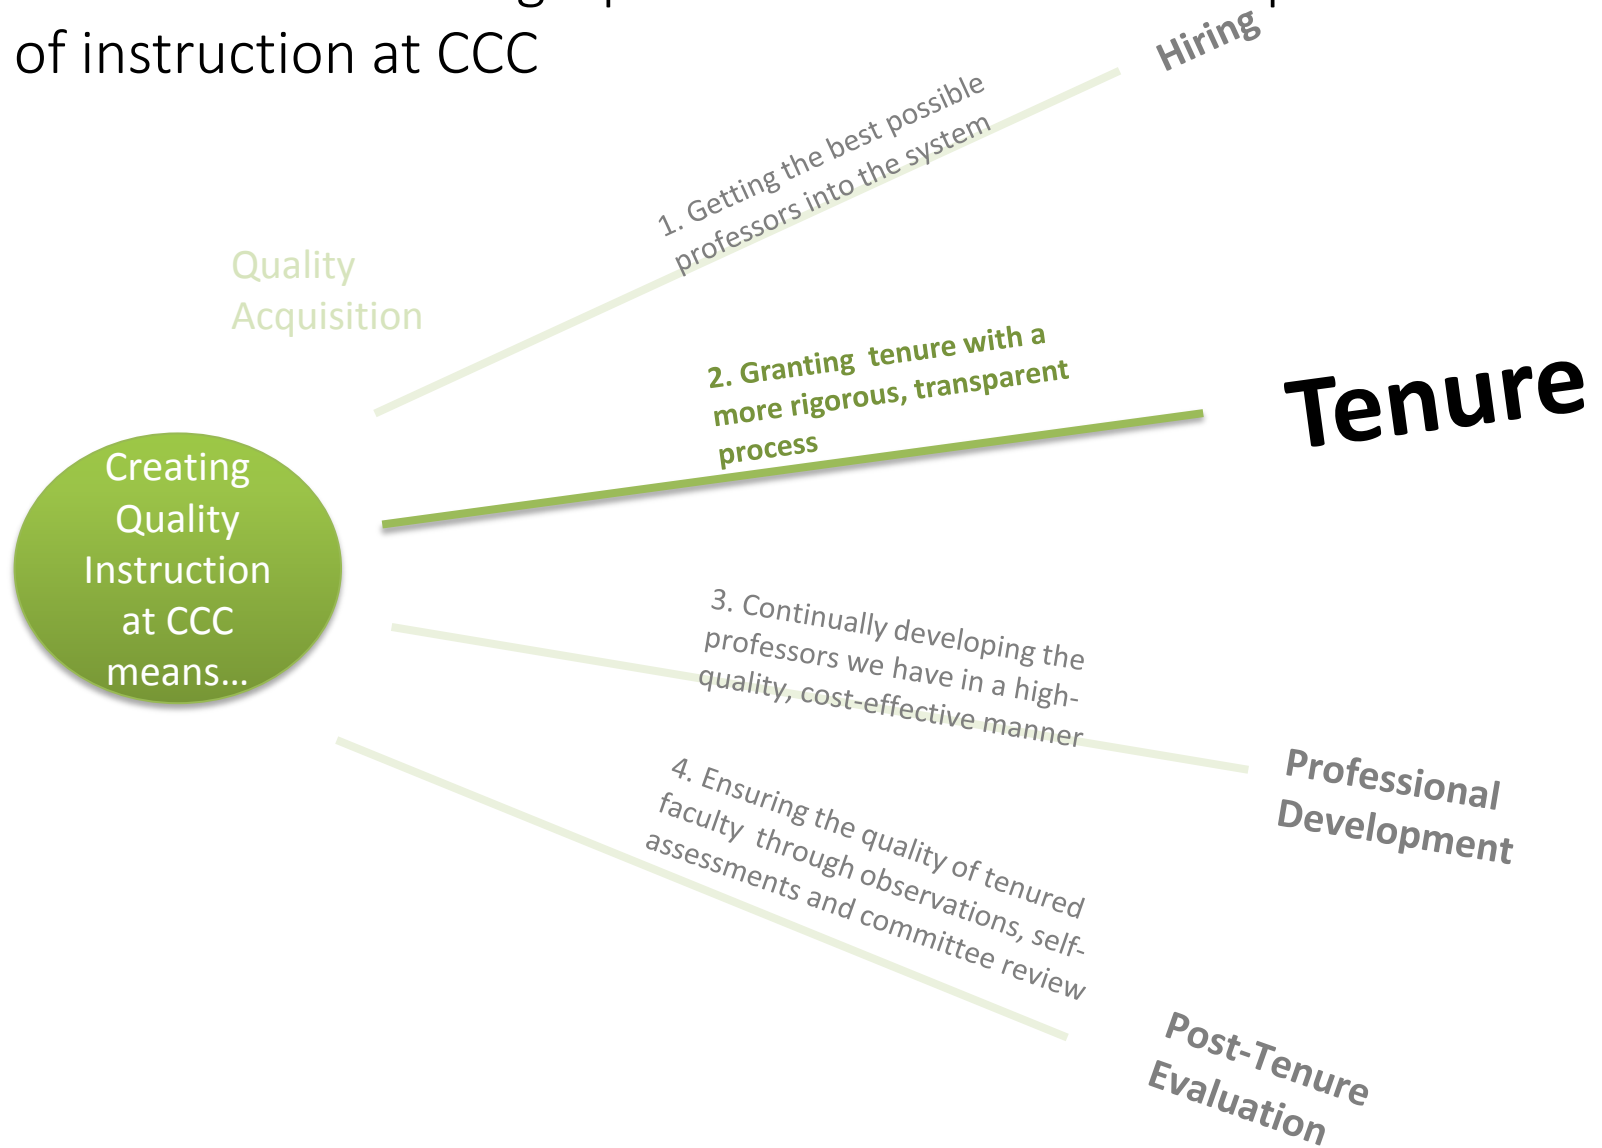 of instruction at CCC
Hiring
1. Getting the best possible
professors into the system
Quality
Acquisition
2. Granting  tenure with a
more rigorous, transparent
process
Tenure
Creating
Quality
Instruction
at CCC
means…
3. Continually developing the
professors we have in a high-
quality, cost-effective manner
Professional
Development
4. Ensuring the quality of tenured
faculty  through observations, self-
assessments and committee review
Post-Tenure
Evaluation